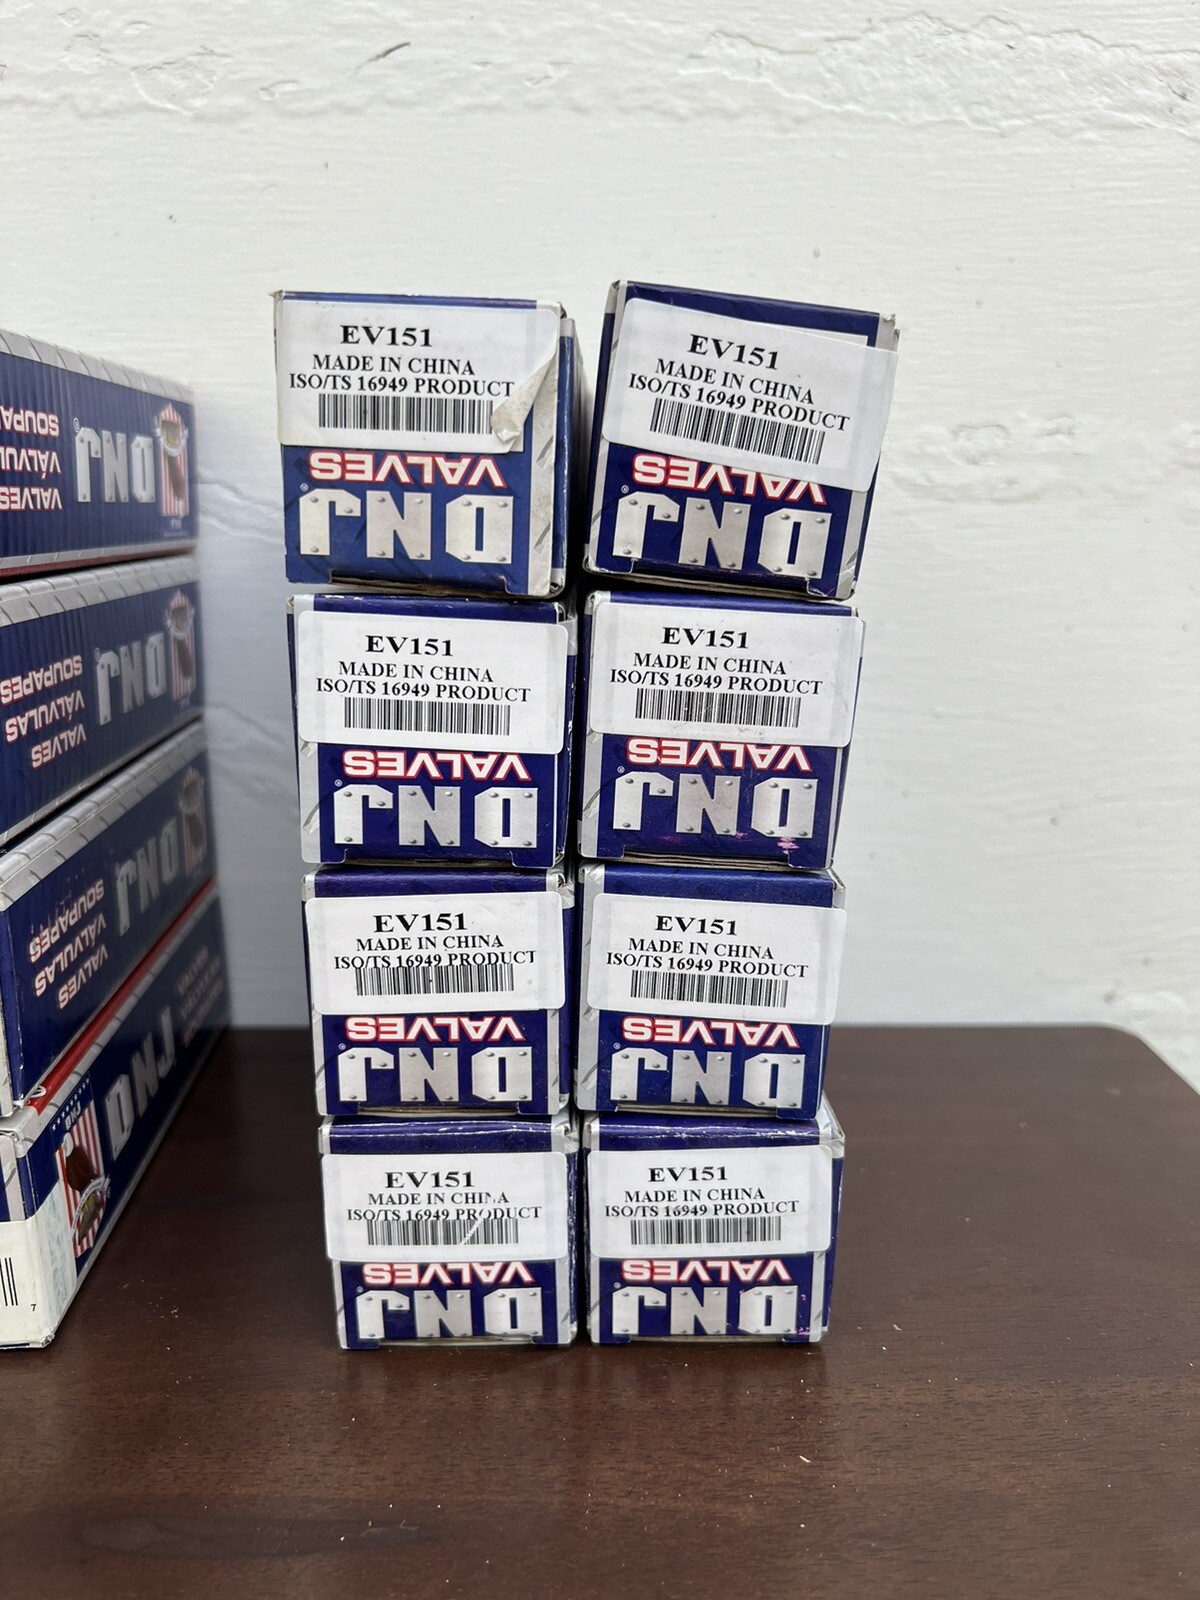 EV151
MADE IN CHINA
ISO/TS 16949 PRODUCT
VALVES
DNJ
EV151
MADE IN CHINA
ISO/TS 16949 PRODUCT
VALVES
DNJ
EV151
MADE IN CHINA
ISO/TS 16949 PRODUCT
VALVES
DNJ
EV151
MADE IN CHINA
ISO/TS 16949 PRODUCT
VALVES
DNJ
EV151
MADE IN CHINA
ISO/TS 16949 PRODUCT
VALVES
DNJ
EV151
MADE IN CHINA
ISO/TS 16949 PRODUCT
VALVES
DNJ
EV151
MADE IN CHINA
ISO/TS 16949 PRODUCT
VALVES
DNJ
EV151
MADE IN CHINA
ISO/TS 16949 PRODUCT
VALVES
DNJ
DNJ
DNJ
VALVES
VÁLVULAS
SOUPAPES
DNJ
VALVES
VÁLVULAS
SOUPAPES
DNJ
DNJ
7